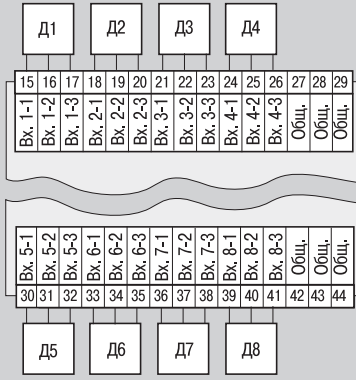 Д1 Д2 Д3 Д4
15 16 17 18 19 20 21 22 23 24 25 26 27 28 29
Вх. 1-1 Вх. 1-2 Вх. 1-3 Вх. 2-1 Вх. 2-2 Вх. 2-3 Вх. 3-1 Вх. 3-2 Вх. 3-3 Вх. 4-1 Вх. 4-2 Вх. 4-3 Общ. Общ. Общ.
Вх. 5-1 Вх. 5-2 Вх. 5-3 Вх. 6-1 Вх. 6-2 Вх. 6-3 Вх. 7-1 Вх. 7-2 Вх. 7-3 Вх. 8-1 Вх. 8-2 Вх. 8-3 Общ. Общ. Общ.
30 31 32 33 34 35 36 37 38 39 40 41 42 43 44
Д5 Д6 Д7 Д8